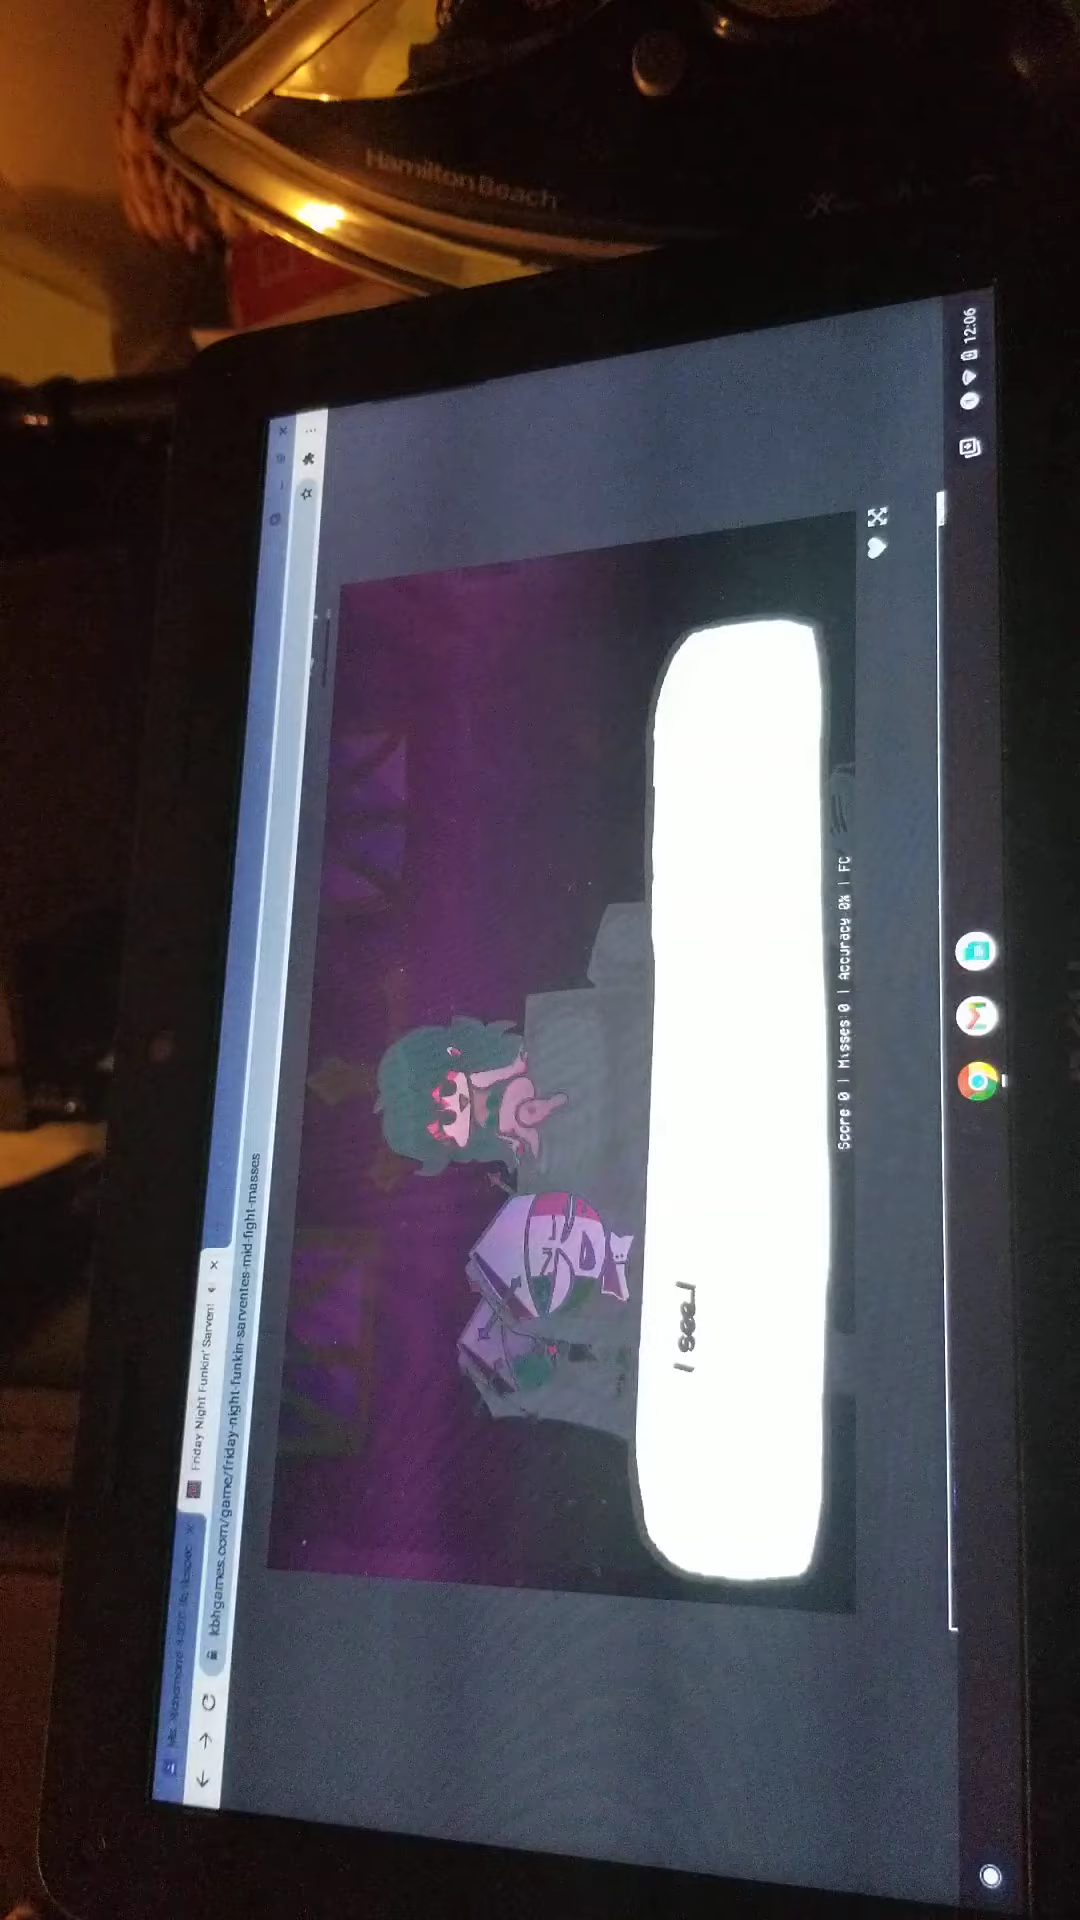 Hamilton Beach
12:06
Friday Night Funkin' Sarvent
kbhgames.com/game/friday-night-funkin-sarventes-mid-fight-masses
I see
Score:0 | Misses:0 | Accuracy 0% | FC